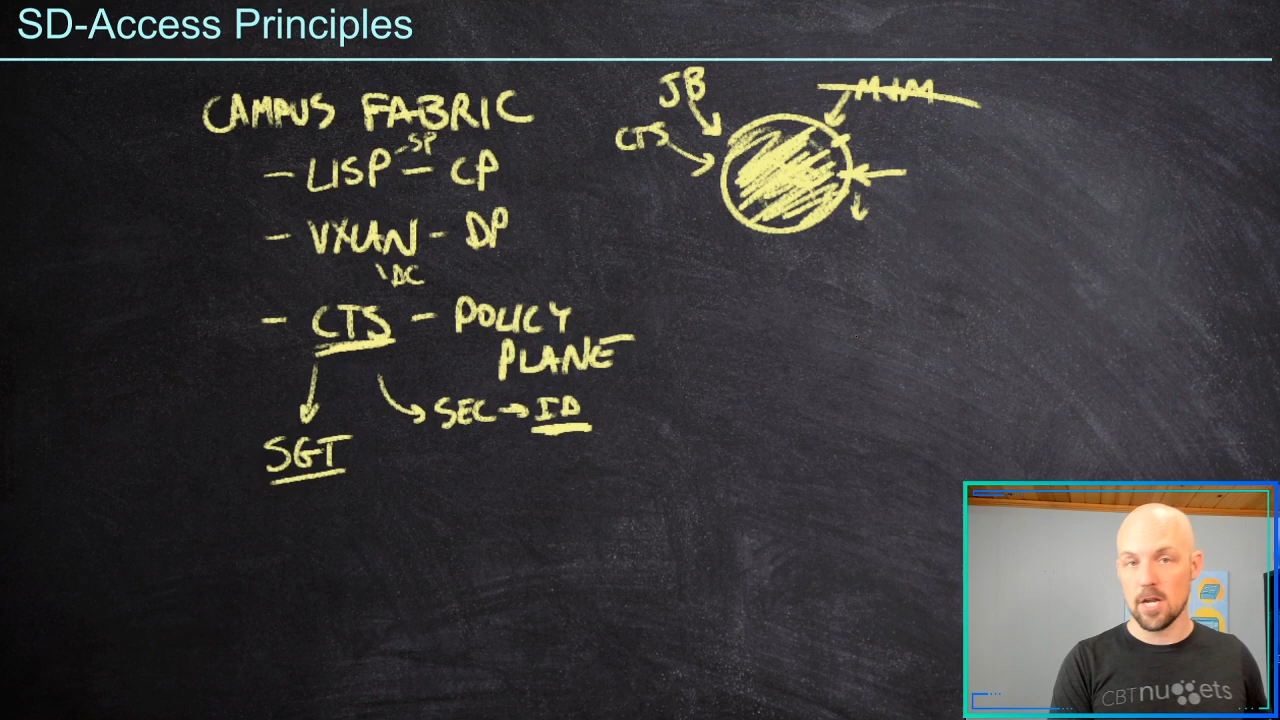 SD-Access Principles
CAMPUS FABRIC
- LISP - CP
-SP
- VXLAN - DP
DC
- CTS - POLICY
PLANE
SEC → ID
SGT
JB
CTS
CBTnuggets